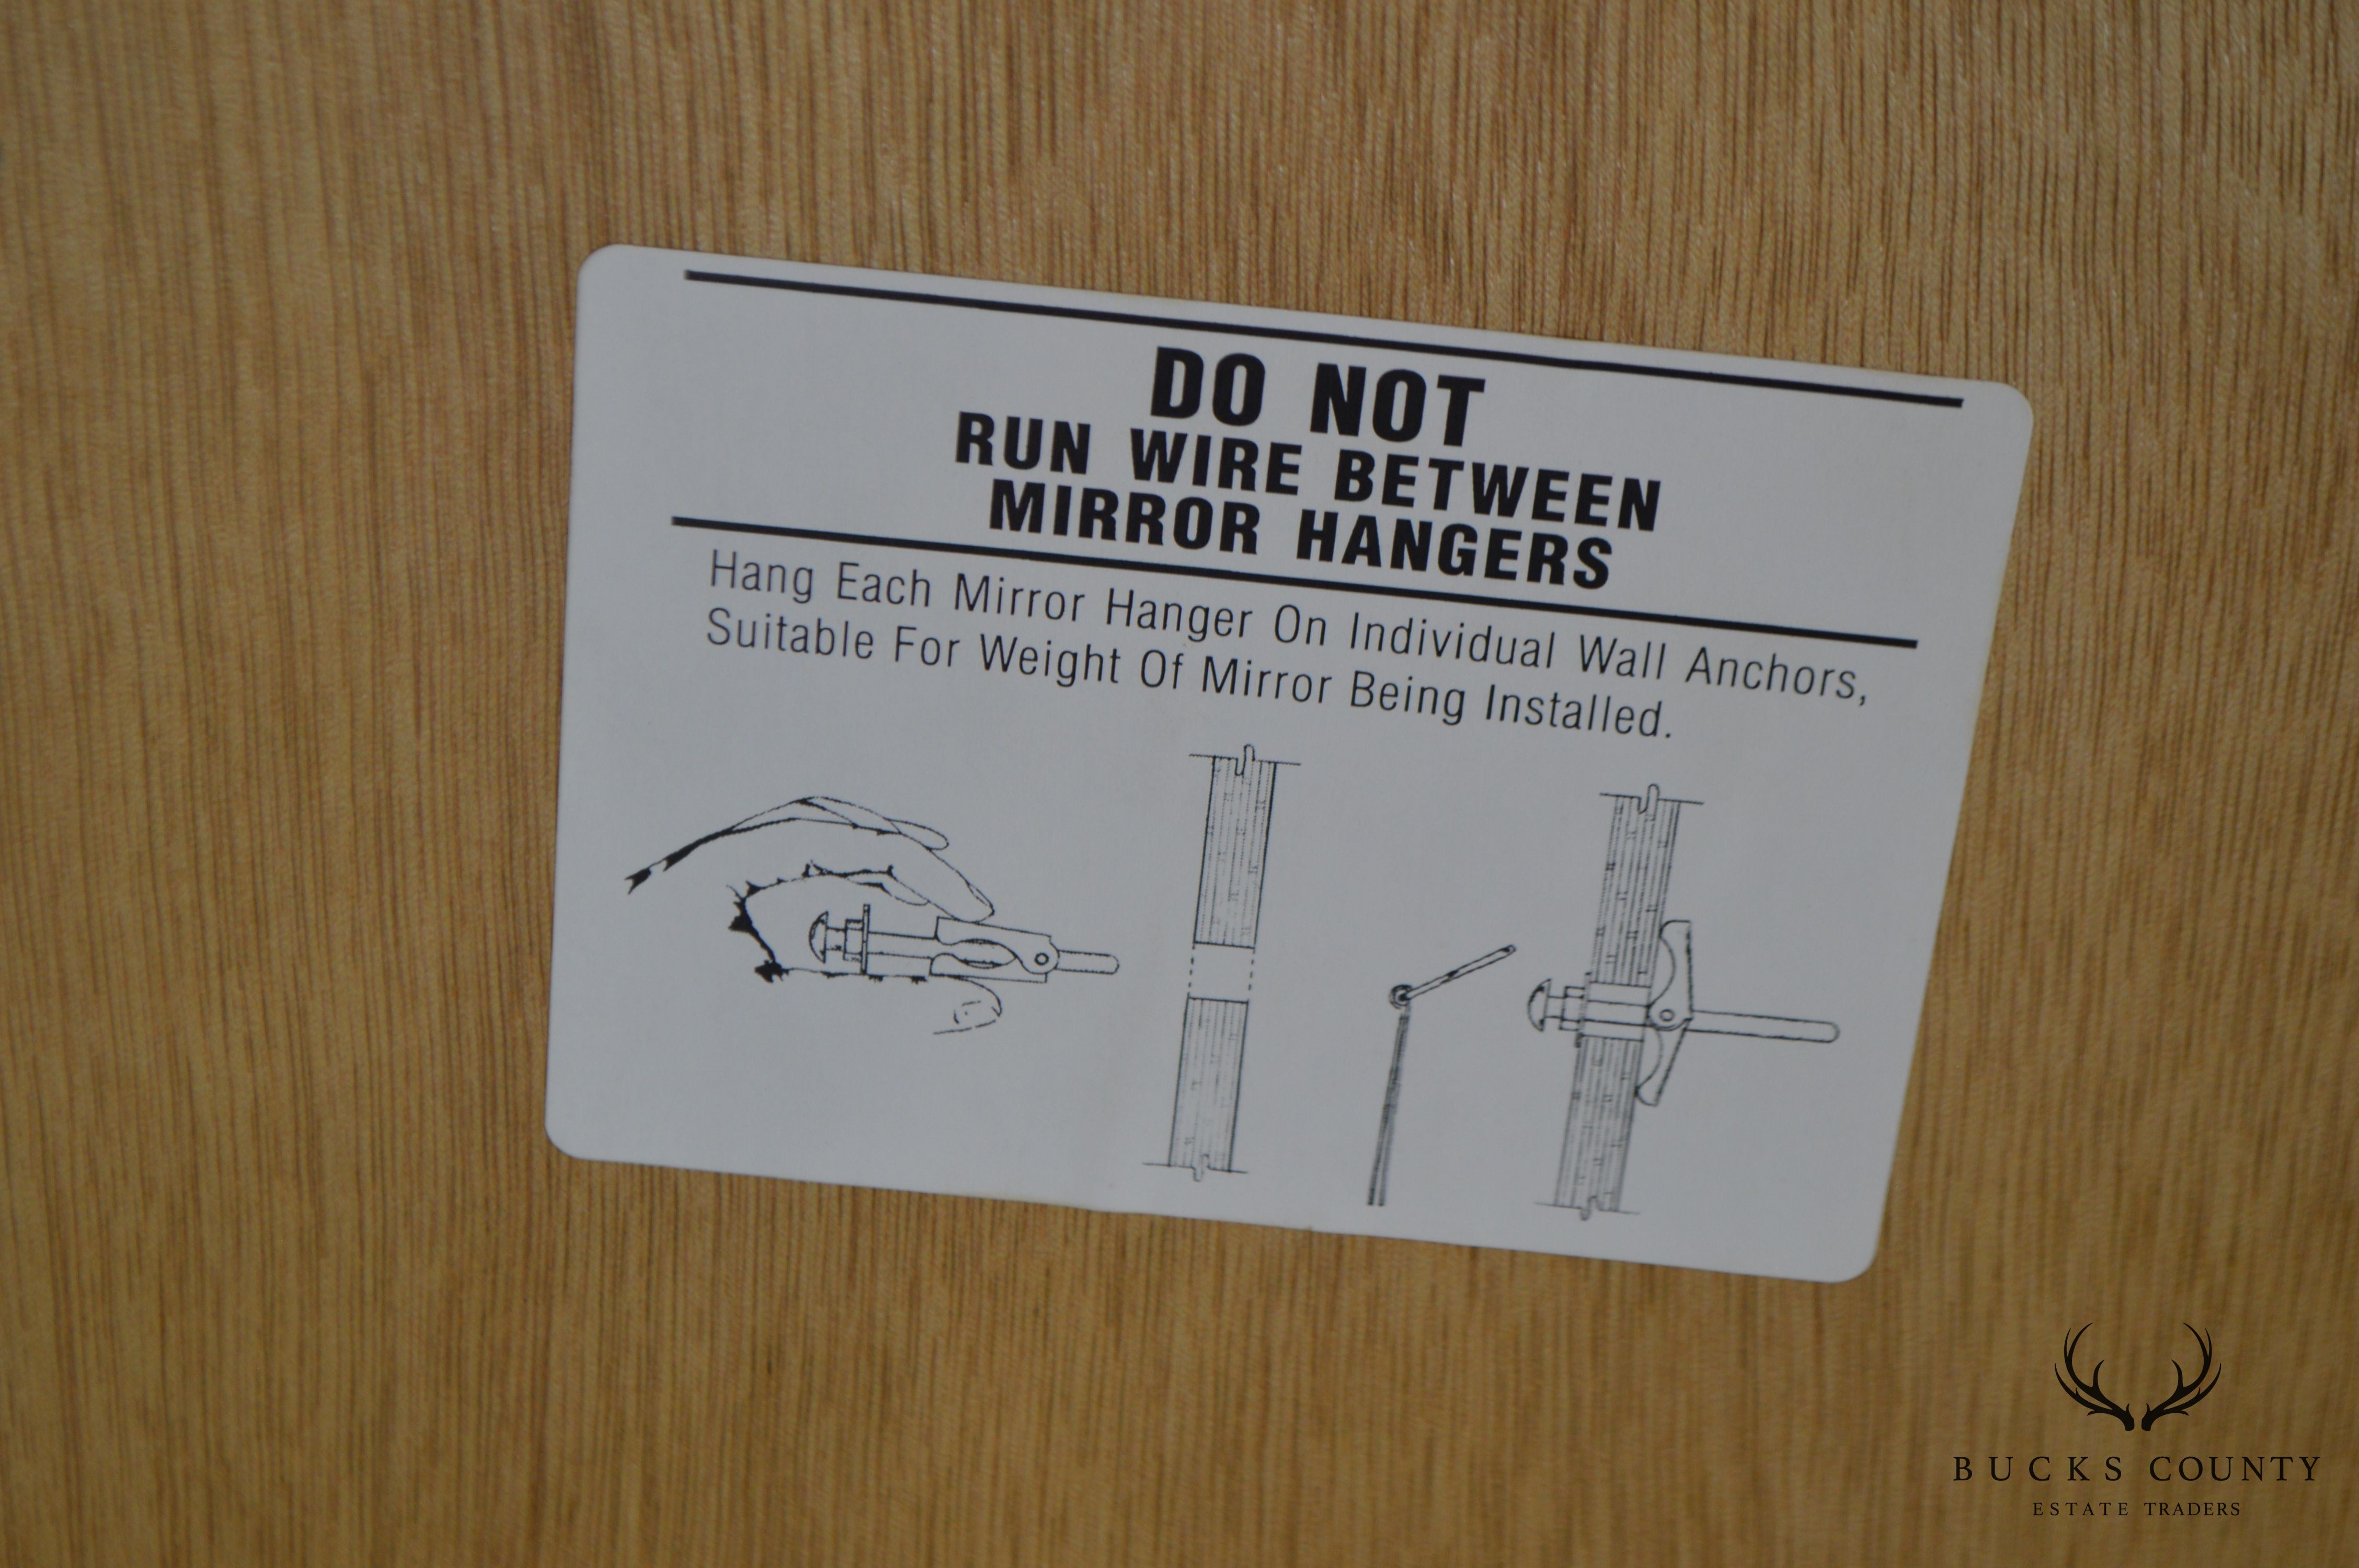 DO NOT
RUN WIRE BETWEEN
MIRROR HANGERS
Hang Each Mirror Hanger On Individual Wall Anchors,
Suitable For Weight Of Mirror Being Installed.
BUCKS COUNTY
ESTATE TRADERS